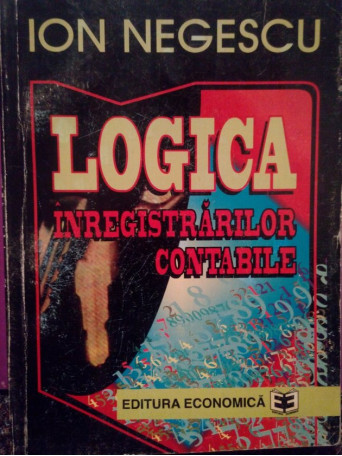 ION NEGESCU
LOGICA
ÎNREGISTRĂRILOR
CONTABILE
EDITURA ECONOMICĂ